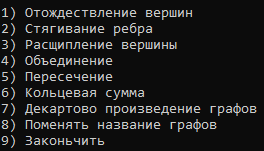 1) Отождествление вершин
2) Стягивание ребра
3) Расщипление вершины
4) Объединение
5) Пересечение
6) Кольцевая сумма
7) Декартово произведение графов
8) Поменять название графов
9) Законьчить